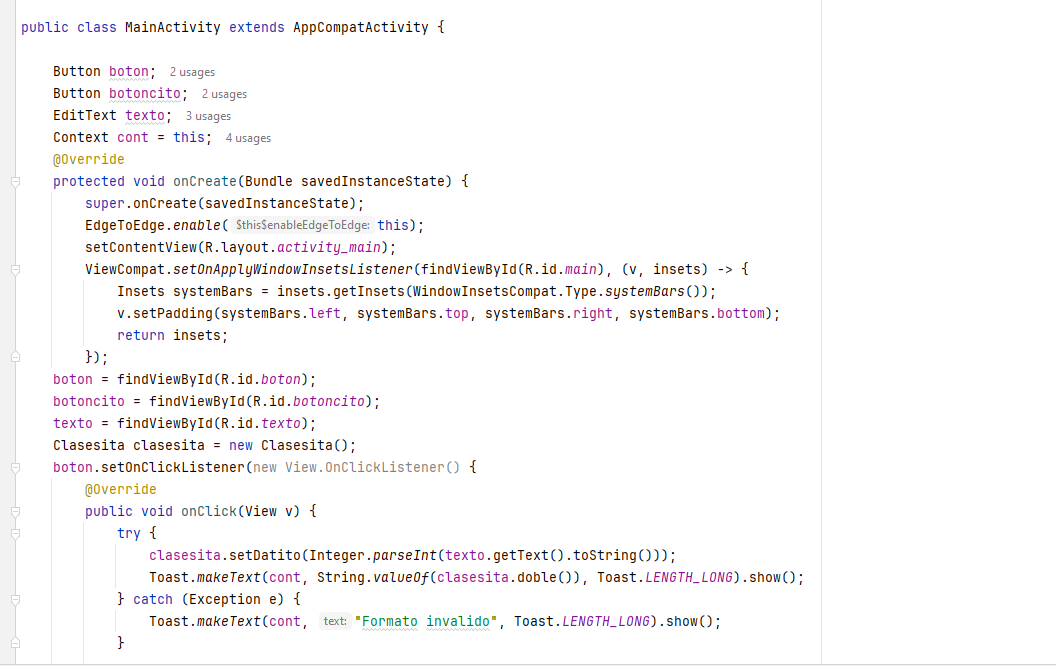 public class MainActivity extends AppCompatActivity {
Button boton; 2 usages
Button botoncito; 2 usages
EditText texto; 3 usages
Context cont = this; 4 usages
@Override
protected void onCreate(Bundle savedInstanceState) {
super.onCreate(savedInstanceState);
EdgeToEdge.enable( $this$enableEdgeToEdge: this);
setContentView(R.layout.activity_main);
ViewCompat.setOnApplyWindowInsetsListener(findViewById(R.id.main), (v, insets) -> {
Insets systemBars = insets.getInsets(WindowInsetsCompat.Type.systemBars());
v.setPadding(systemBars.left, systemBars.top, systemBars.right, systemBars.bottom);
return insets;
});
boton = findViewById(R.id.boton);
botoncito = findViewById(R.id.botoncito);
texto = findViewById(R.id.texto);
Clasesita clasesita = new Clasesita();
boton.setOnClickListener(new View.OnClickListener() {
@Override
public void onClick(View v) {
try {
clasesita.setDatito(Integer.parseInt(texto.getText().toString()));
Toast.makeText(cont, String.valueOf(clasesita.doble()), Toast.LENGTH_LONG).show();
} catch (Exception e) {
Toast.makeText(cont, text: "Formato invalido", Toast.LENGTH_LONG).show();
}